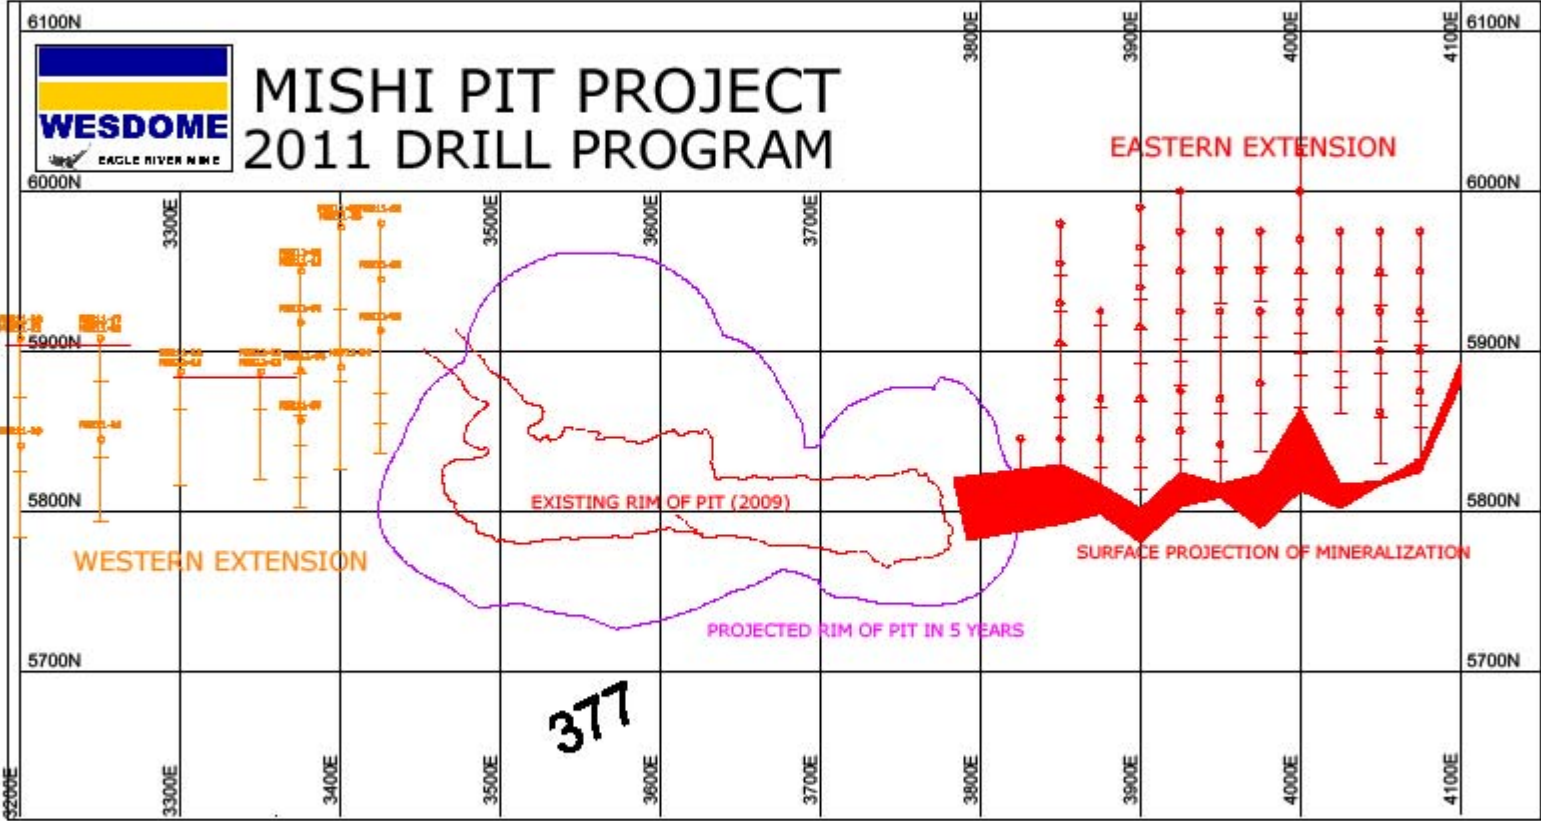 6100N
3800E
3900E
4000E
4100E
6100N
WESDOME
EAGLE RIVER MINE
MISHI PIT PROJECT
2011 DRILL PROGRAM
EASTERN EXTENSION
6000N
3300E
3400E
3500E
3600E
3700E
6000N
5900N
5900N
5800N
EXISTING RIM OF PIT (2009)
5800N
WESTERN EXTENSION
SURFACE PROJECTION OF MINERALIZATION
PROJECTED RIM OF PIT IN 5 YEARS
5700N
5700N
377
3200E
3300E
3400E
3500E
3600E
3700E
3800E
3900E
4000E
4100E